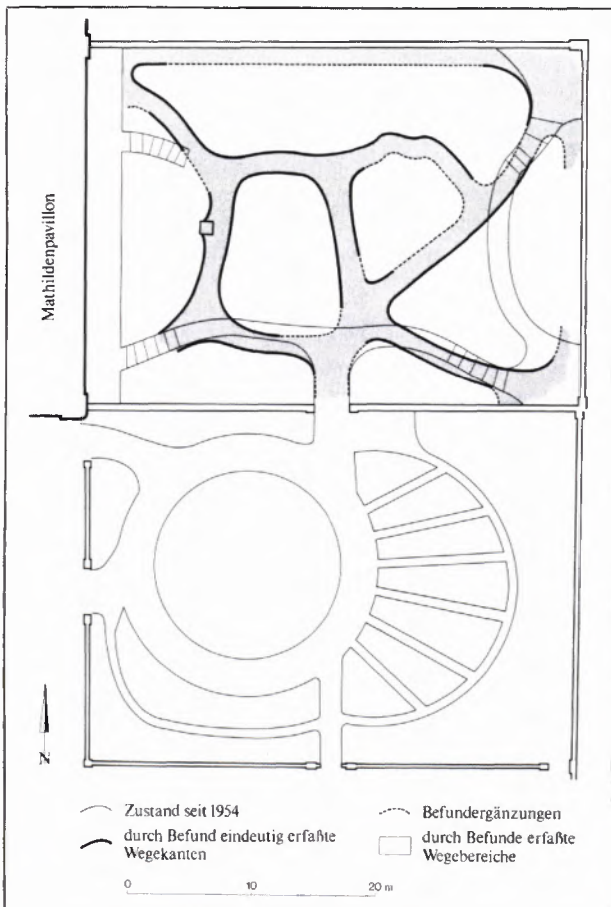 Mathildenpavillon
N
Zustand seit 1954
durch Befund eindeutig erfaßte
Wegekanten
Befundergänzungen
durch Befunde erfaßte
Wegebereiche
0 10 20 m